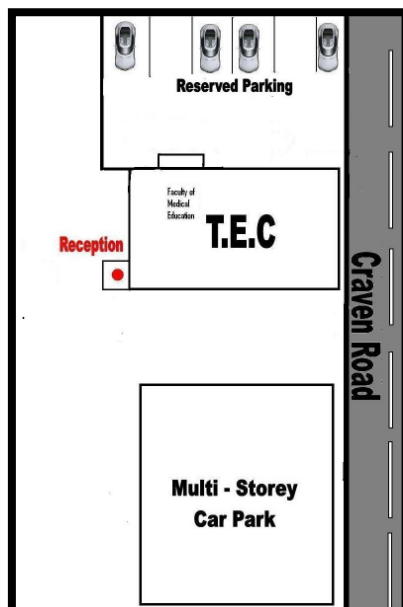 Reserved Parking
Faculty of
Medical
Education
T.E.C
Reception
Craven Road
Multi - Storey
Car Park